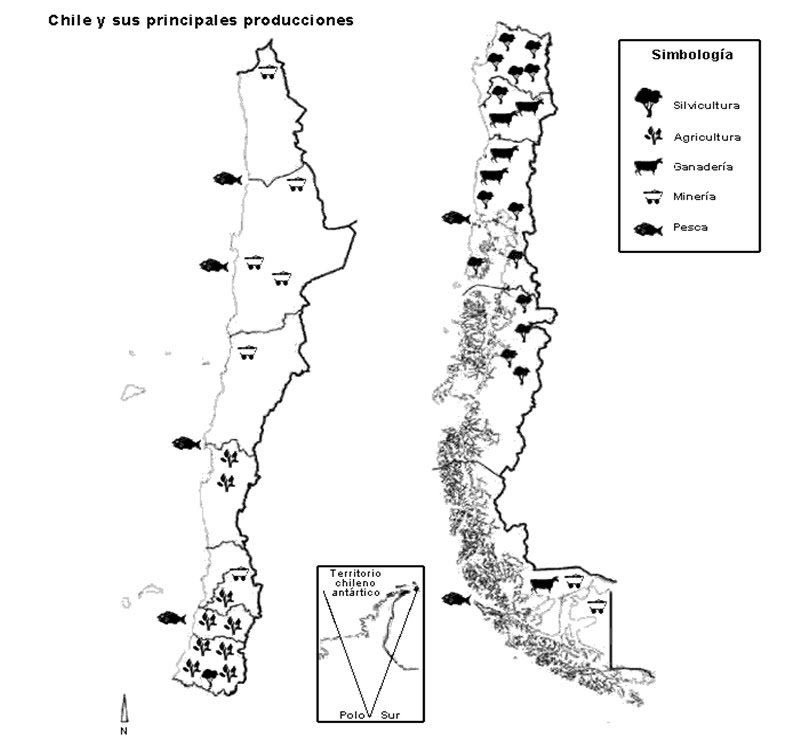 Chile y sus principales producciones
Simbología
Silvicultura
Agricultura
Ganadería
Minería
Pesca
Territorio
chileno
antártico
Polo Sur
N